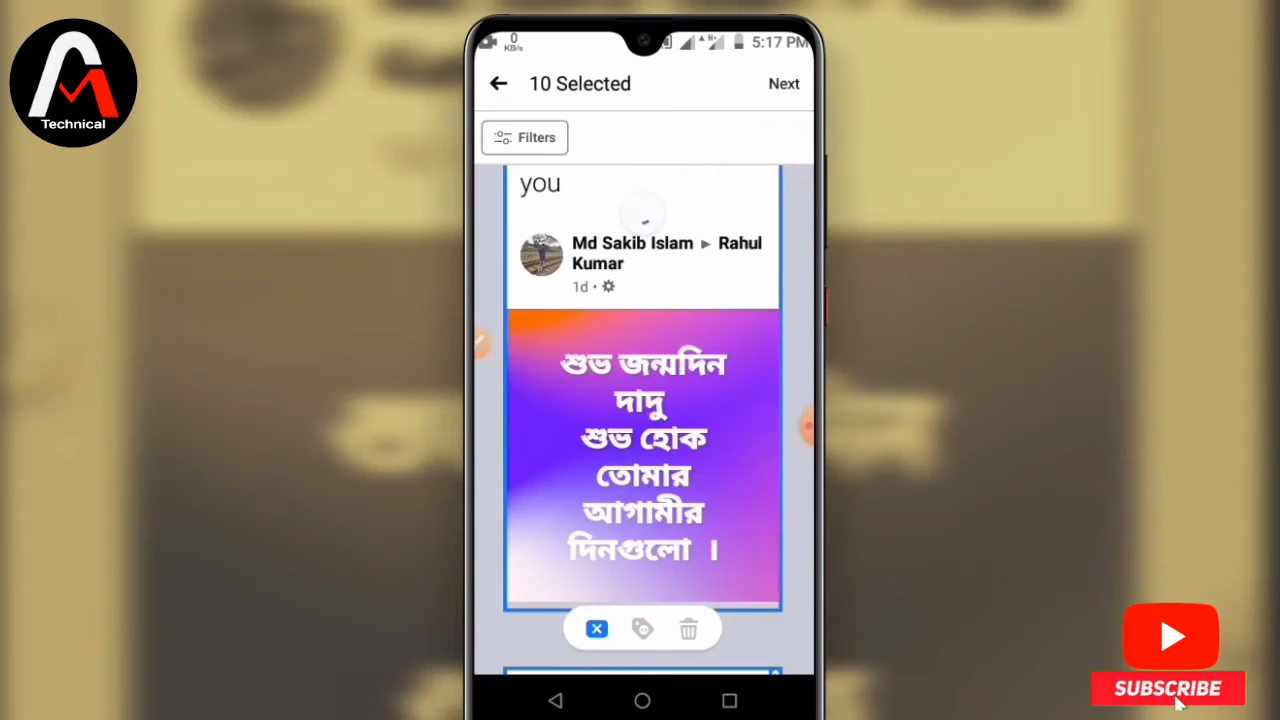 Technical
0
KB/s
5:17 PM
10 Selected
Next
Filters
you
Md Sakib Islam ▸ Rahul
Kumar
1d
শুভ জন্মদিন
দাদু
শুভ হোক
তোমার
আগামীর
দিনগুলো ।
SUBSCRIBE